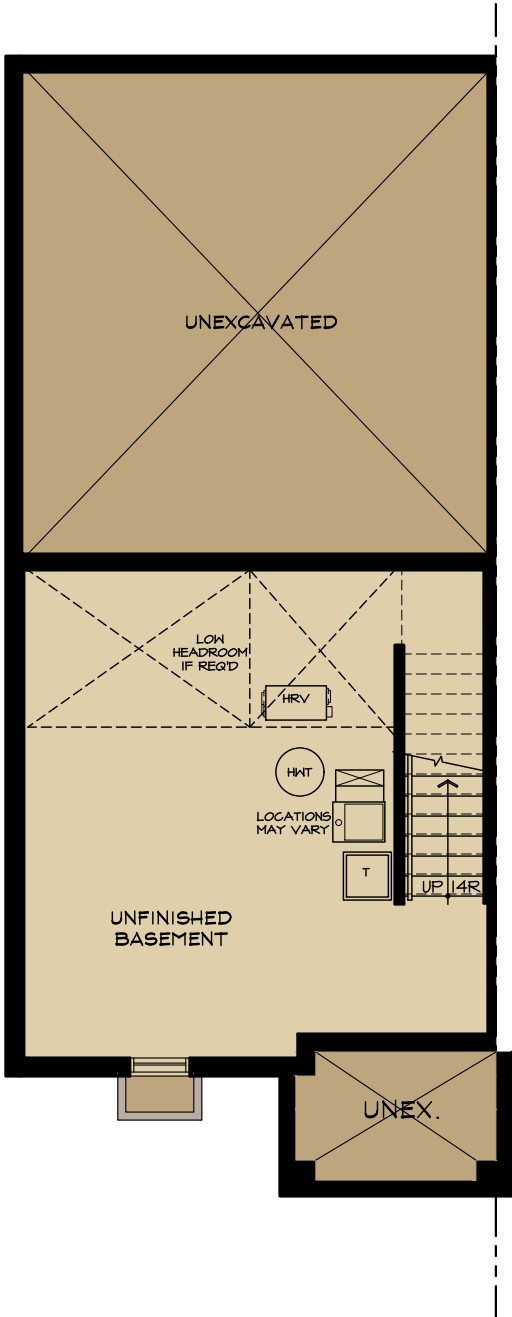 UNEXCAVATED
LOW
HEADROOM
IF REQ'D
HRV
HWT
LOCATIONS
MAY VARY
T
UP 14R
UNFINISHED
BASEMENT
UNEX.